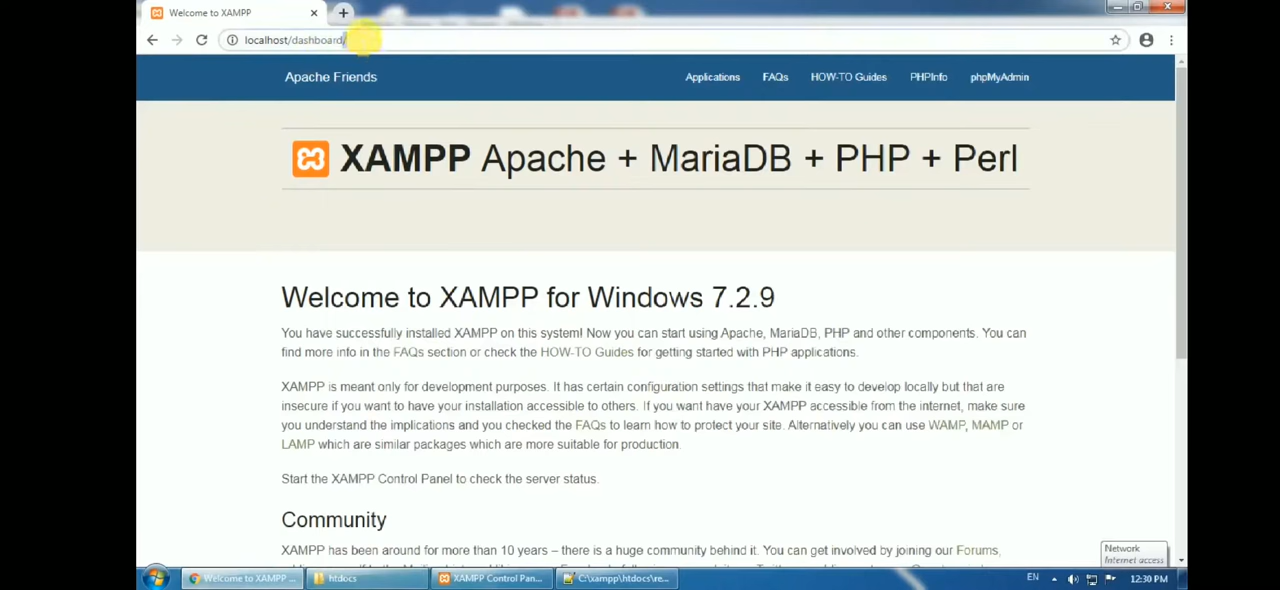 Welcome to XAMPP
localhost/dashboard/
Apache Friends
Applications FAQs HOW-TO Guides PHPInfo phpMyAdmin
XAMPP Apache + MariaDB + PHP + Perl
Welcome to XAMPP for Windows 7.2.9
You have successfully installed XAMPP on this system! Now you can start using Apache, MariaDB, PHP and other components. You can
find more info in the FAQs section or check the HOW-TO Guides for getting started with PHP applications.
XAMPP is meant only for development purposes. It has certain configuration settings that make it easy to develop locally but that are
insecure if you want to have your installation accessible to others. If you want have your XAMPP accessible from the internet, make sure
you understand the implications and you checked the FAQs to learn how to protect your site. Alternatively you can use WAMP, MAMP or
LAMP which are similar packages which are more suitable for production.
Start the XAMPP Control Panel to check the server status.
Community
XAMPP has been around for more than 10 years – there is a huge community behind it. You can get involved by joining our Forums,
Network
Internet access
Welcome to XAMPP ... htdocs XAMPP Control Pan... C:\xampp\htdocs\re... EN 12:30 PM